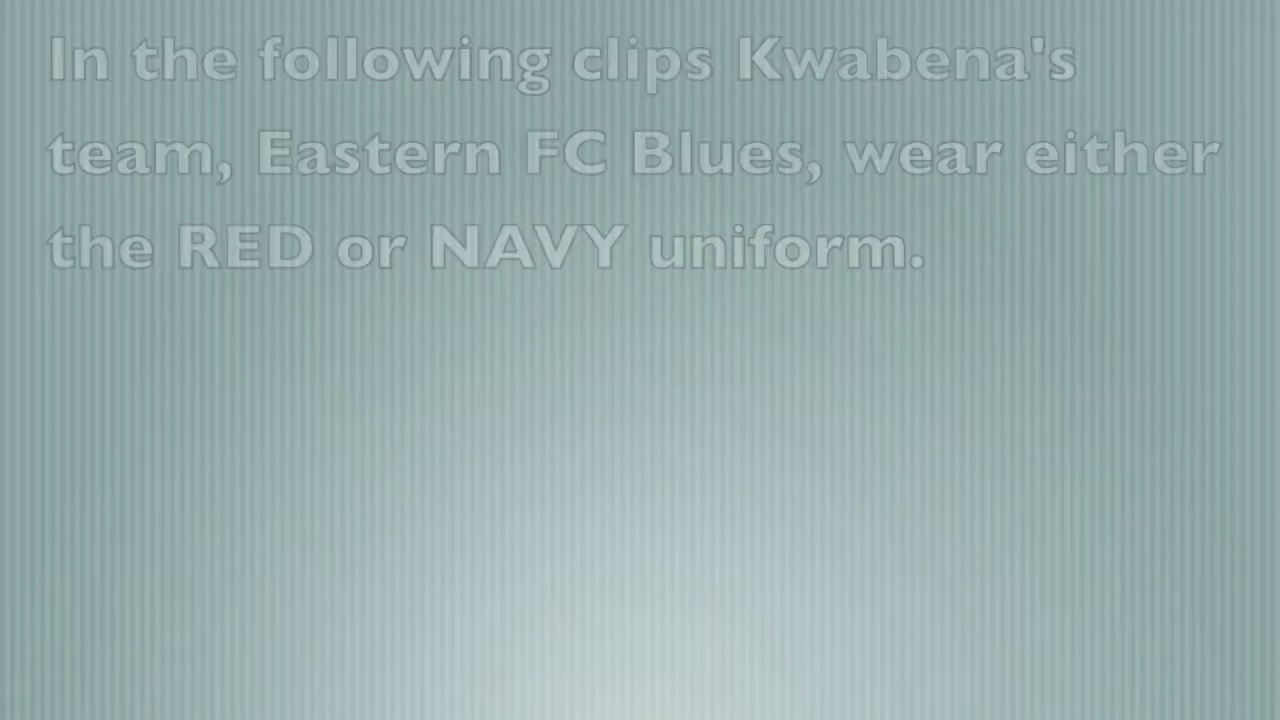 In the following clips Kwabena's
team, Eastern FC Blues, wear either
the RED or NAVY uniform.